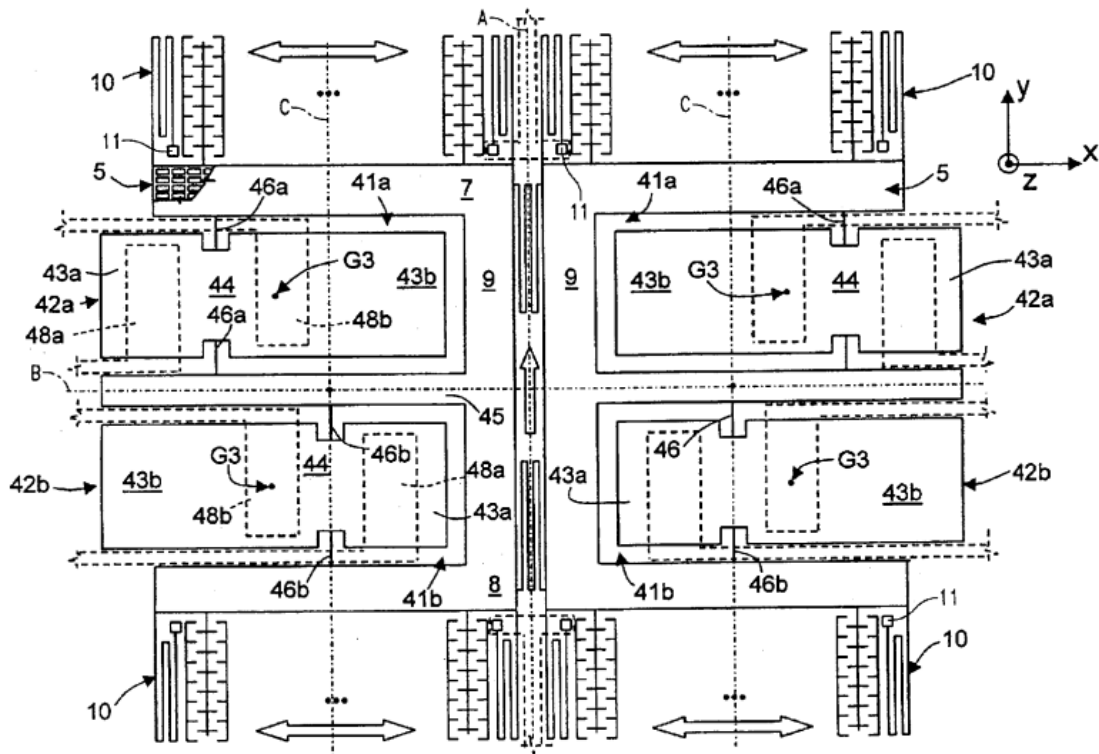 A
10 C C 10
y
11 x
5 46a 41a 7 11 41a 46a 5 z
43a 44 G3 43b 9 9 43b G3 44 43a
42a 42a
48a 46a 48b
B
45
44 46b 48a 46 G3
42b 43b G3 43a 43b 42b
48b 43a
46b 41b 8 41b 46b 11
10 10